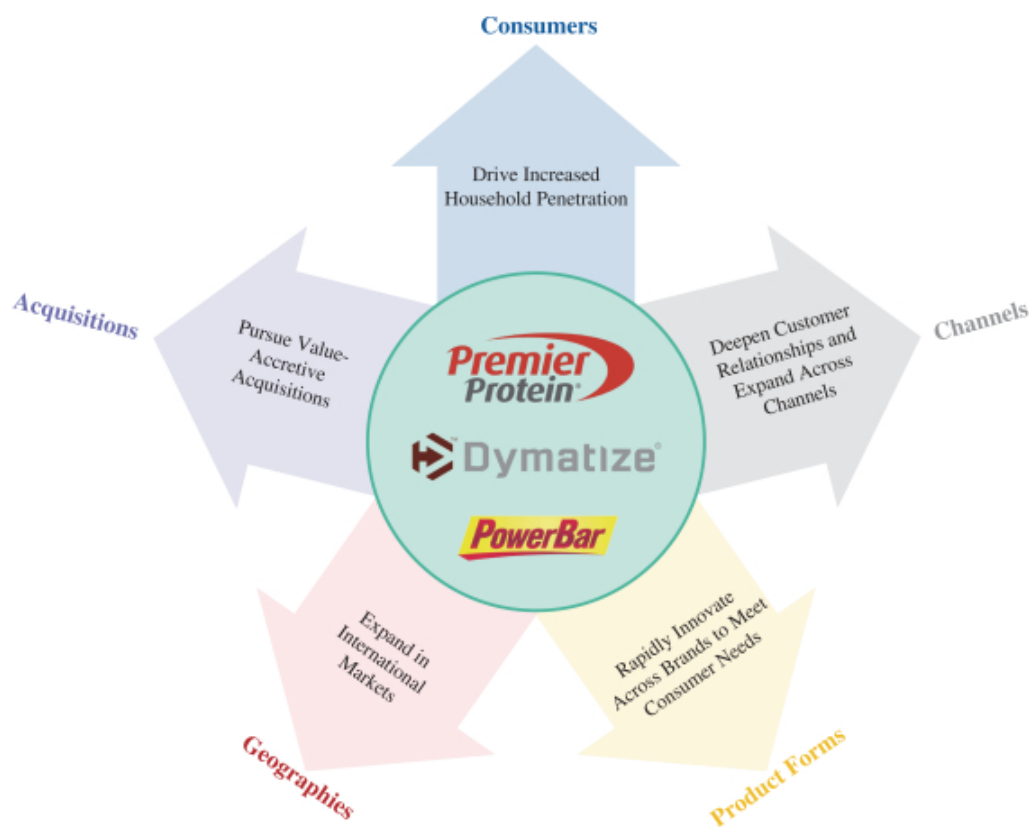 Consumers
Drive Increased
Household Penetration
Acquisitions
Pursue Value-
Accretive
Acquisitions
Channels
Deepen Customer
Relationships and
Expand Across
Channels
Premier
Protein®
Dymatize®
™
PowerBar
Expand in
International
Markets
Geographies
Rapidly Innovate
Across Brands to Meet
Consumer Needs
Product Forms